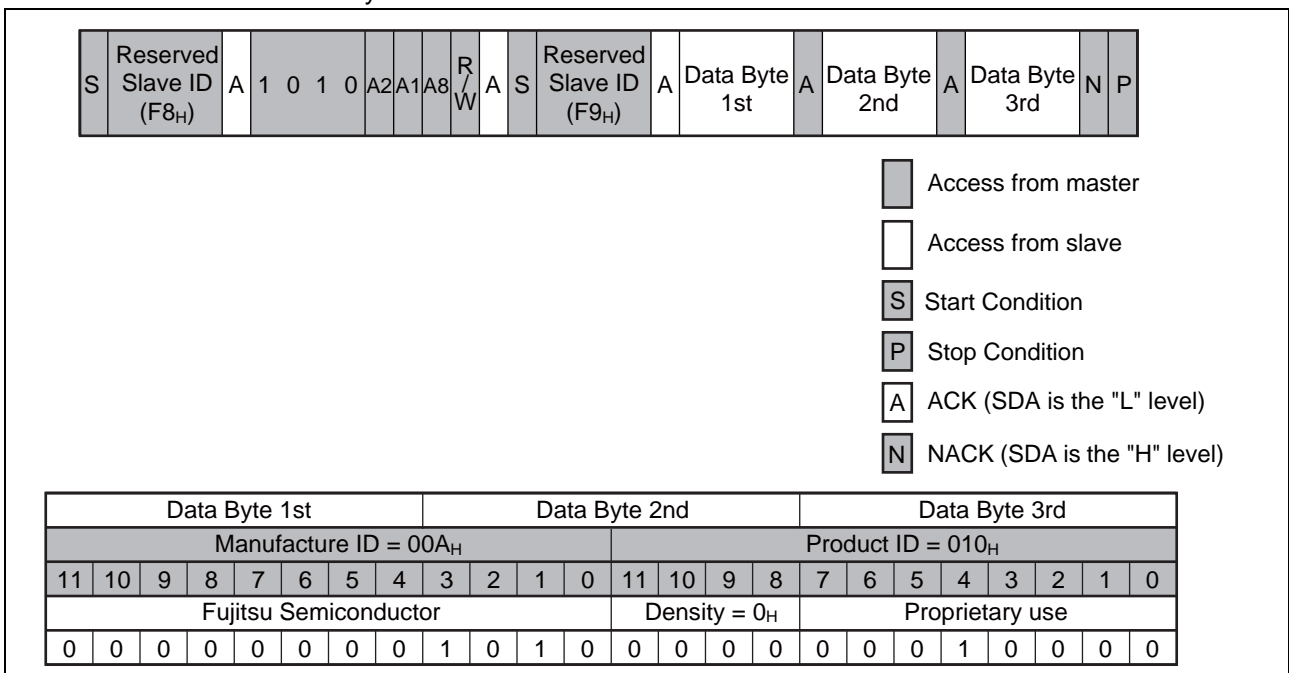 S Reserved Slave ID (F8H) A 1 0 1 0 A2 A1 A8 R/W A S Reserved Slave ID (F9H) A Data Byte 1st A Data Byte 2nd A Data Byte 3rd N P
Access from master
Access from slave
S Start Condition
P Stop Condition
A ACK (SDA is the "L" level)
N NACK (SDA is the "H" level)
Data Byte 1st Data Byte 2nd Data Byte 3rd
Manufacture ID = 00AH Product ID = 010H
11 10 9 8 7 6 5 4 3 2 1 0 11 10 9 8 7 6 5 4 3 2 1 0
Fujitsu Semiconductor Density = 0H Proprietary use
0 0 0 0 0 0 0 0 1 0 1 0 0 0 0 0 0 0 0 1 0 0 0 0